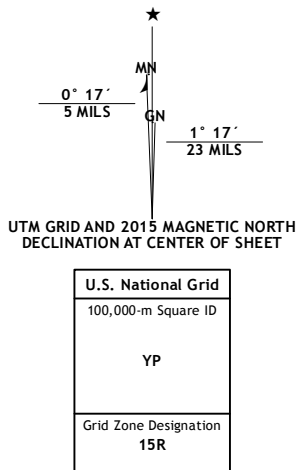 MN
0° 17´
5 MILS
GN
1° 17´
23 MILS
UTM GRID AND 2015 MAGNETIC NORTH
DECLINATION AT CENTER OF SHEET
U.S. National Grid
100,000-m Square ID
YP
Grid Zone Designation
15R